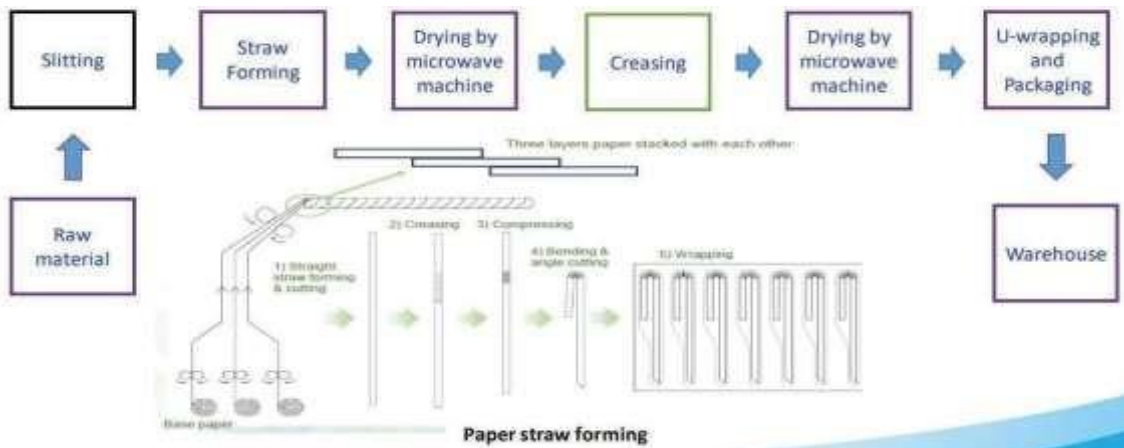 Slitting
Straw
Forming
Drying by
microwave
machine
Creasing
Drying by
microwave
machine
U-wrapping
and
Packaging
Raw
material
Warehouse
Three layers paper stacked with each other
1) Straight
straw forming
& cutting
2) Creasing
3) Compressing
4) Bending &
angle cutting
5) Wrapping
Base paper
Paper straw forming